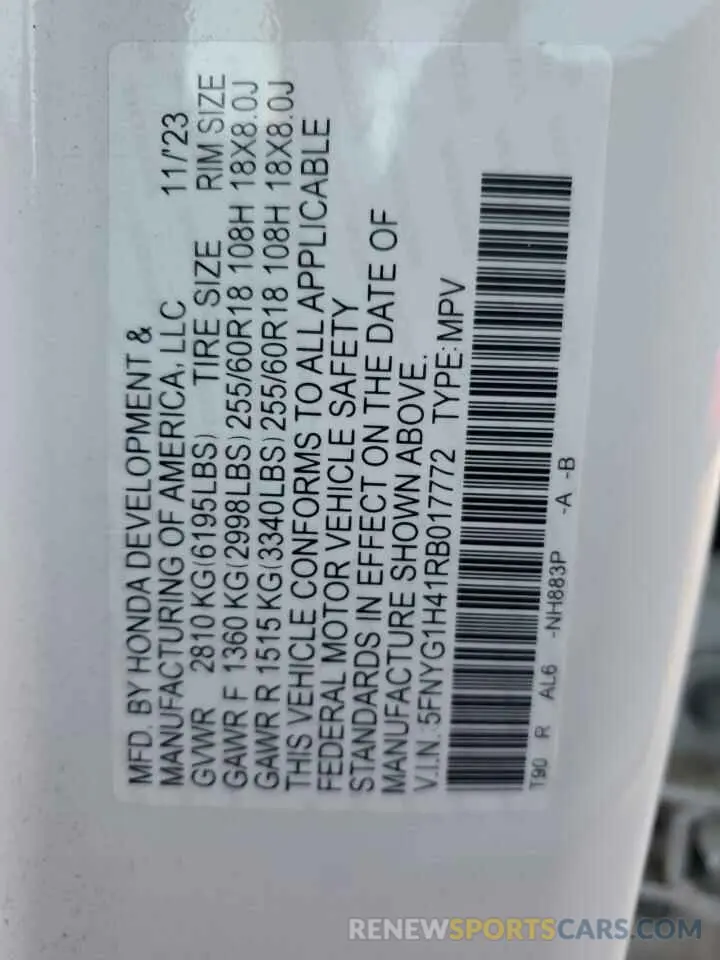 MFD. BY HONDA DEVELOPMENT &
MANUFACTURING OF AMERICA, LLC 11/'23
GVWR 2810 KG(6195LBS) TIRE SIZE RIM SIZE
GAWR F 1360 KG(2998LBS)255/60R18 108H 18X8.0J
GAWR R 1515 KG(3340LBS)255/60R18 108H 18X8.0J
THIS VEHICLE CONFORMS TO ALL APPLICABLE
FEDERAL MOTOR VEHICLE SAFETY
STANDARDS IN EFFECT ON THE DATE OF
MANUFACTURE SHOWN ABOVE.
V.I.N.:5FNYG1H41RB017772 TYPE:MPV
T90 R AL6 -NH883P -A -B
RENEWSPORTSCARS.COM